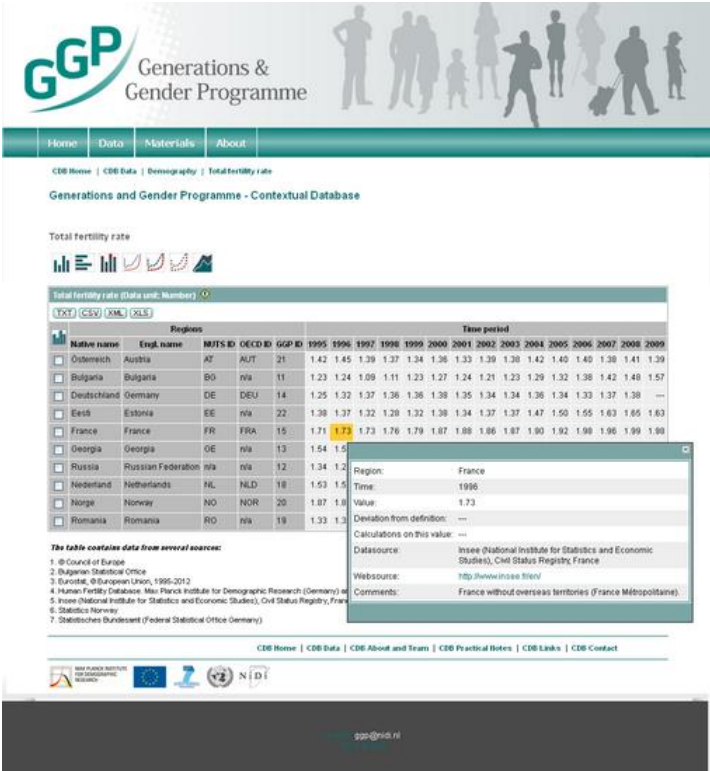 GGP
Generations &
Gender Programme
Home Data Materials About
CDB Home | CDB Data | Demography | Total fertility rate
Generations and Gender Programme - Contextual Database
Total fertility rate
Total fertility rate (Data unit: Number)
TXT CSV XML XLS
Regions Time period
Native name Engl. name NUTS ID OECD ID GGP ID 1995 1996 1997 1998 1999 2000 2001 2002 2003 2004 2005 2006 2007 2008 2009
Österreich Austria AT AUT 21 1.42 1.45 1.39 1.37 1.34 1.36 1.33 1.39 1.38 1.42 1.40 1.40 1.38 1.41 1.39
Bulgaria Bulgaria BG n/a 11 1.23 1.24 1.09 1.11 1.23 1.27 1.24 1.21 1.23 1.29 1.32 1.38 1.42 1.48 1.57
Deutschland Germany DE DEU 14 1.25 1.32 1.37 1.36 1.36 1.38 1.35 1.34 1.34 1.36 1.34 1.33 1.37 1.38 ---
Eesti Estonia EE n/a 22 1.38 1.37 1.32 1.28 1.32 1.38 1.34 1.37 1.37 1.47 1.50 1.55 1.63 1.65 1.63
France France FR FRA 15 1.71 1.73 1.73 1.76 1.79 1.87 1.88 1.86 1.87 1.90 1.92 1.98 1.96 1.99 1.98
Georgia Georgia GE n/a 13 1.54 1.5
Russia Russian Federation n/a n/a 12 1.34 1.2
Nederland Netherlands NL NLD 18 1.53 1.5
Norge Norway NO NOR 20 1.87 1.8
Romania Romania RO n/a 19 1.33 1.3
Region: France
Time: 1996
Value: 1.73
Deviation from definition: ---
Calculations on this value: ---
Datasource: Insee (National Institute for Statistics and Economic
Studies), Civil Status Registry, France
Websource: http://www.insee.fr/en/
Comments: France without overseas territories (France Métropolitaine).
The table contains data from several sources:
1. © Council of Europe
2. Bulgarian Statistical Office
3. Eurostat, © European Union, 1995-2012
4. Human Fertility Database. Max Planck Institute for Demographic Research (Germany) a
5. Insee (National Institute for Statistics and Economic Studies), Civil Status Registry, Fran
6. Statistics Norway
7. Statistisches Bundesamt (Federal Statistical Office Germany)
CDB Home | CDB Data | CDB About and Team | CDB Practical Notes | CDB Links | CDB Contact
MAX PLANCK INSTITUTE
FOR DEMOGRAPHIC
RESEARCH
NiDi
ggp@nidi.nl